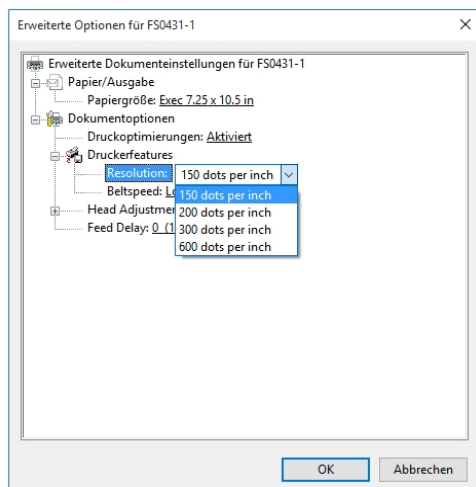 Erweiterte Optionen für FS0431-1
Erweiterte Dokumenteinstellungen für FS0431-1
Papier/Ausgabe
Papiergröße: Exec 7.25 x 10.5 in
Dokumentoptionen
Druckoptimierungen: Aktiviert
Druckerfeatures
Resolution: 150 dots per inch
Beltspeed:
150 dots per inch
Head
200 dots per inch
Feed Delay: 0
300 dots per inch
600 dots per inch
OK Abbrechen